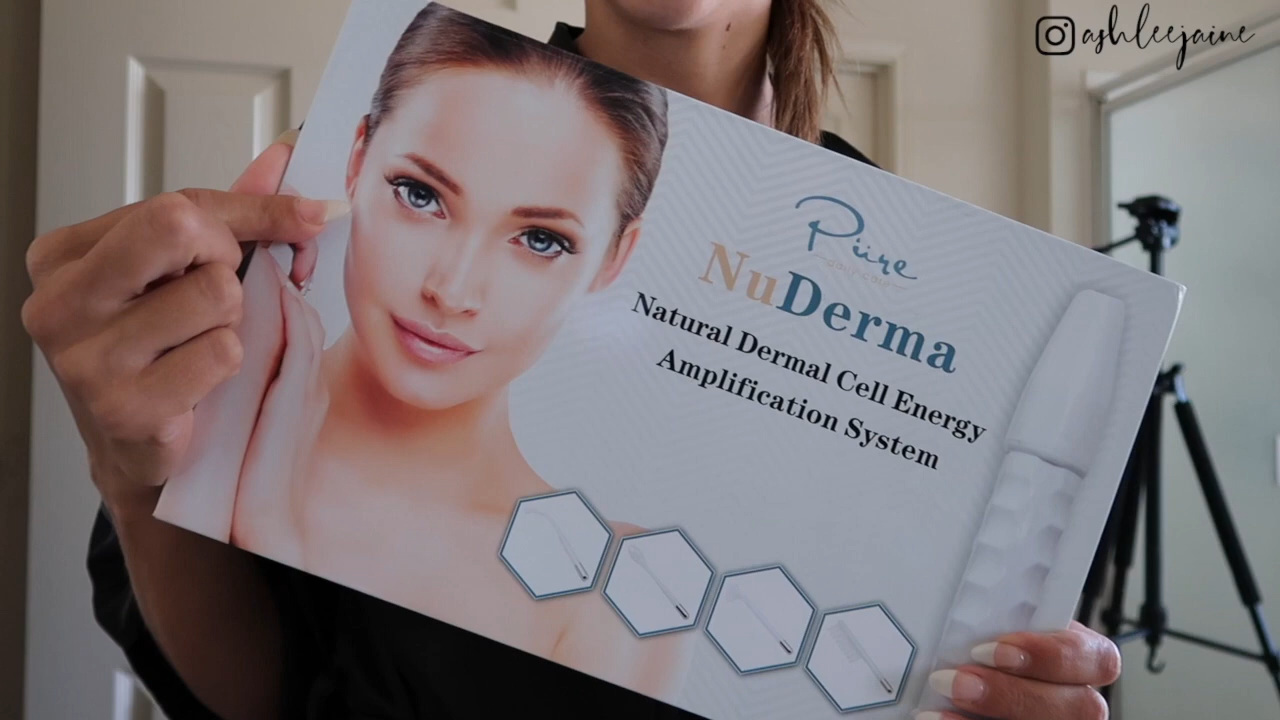 ashleejaine
Püre
NuDerma
Natural Dermal Cell Energy
Amplification System